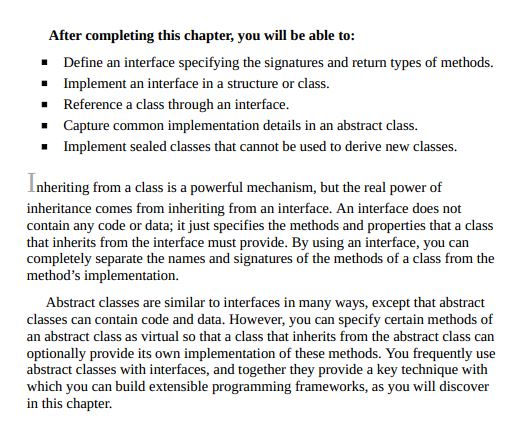 After completing this chapter, you will be able to:
▪ Define an interface specifying the signatures and return types of methods.
▪ Implement an interface in a structure or class.
▪ Reference a class through an interface.
▪ Capture common implementation details in an abstract class.
▪ Implement sealed classes that cannot be used to derive new classes.
Inheriting from a class is a powerful mechanism, but the real power of
inheritance comes from inheriting from an interface. An interface does not
contain any code or data; it just specifies the methods and properties that a class
that inherits from the interface must provide. By using an interface, you can
completely separate the names and signatures of the methods of a class from the
method’s implementation.
Abstract classes are similar to interfaces in many ways, except that abstract
classes can contain code and data. However, you can specify certain methods of
an abstract class as virtual so that a class that inherits from the abstract class can
optionally provide its own implementation of these methods. You frequently use
abstract classes with interfaces, and together they provide a key technique with
which you can build extensible programming frameworks, as you will discover
in this chapter.